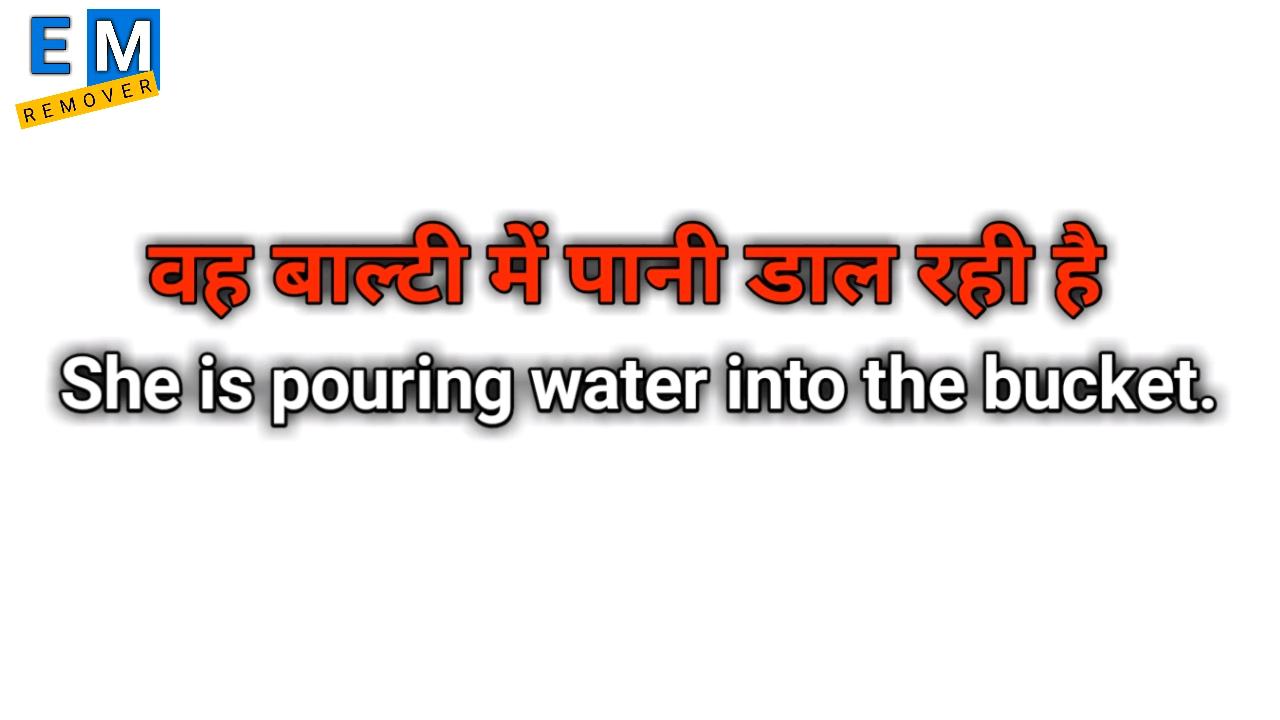 E M
REMOVER
वह बाल्टी में पानी डाल रही है
She is pouring water into the bucket.